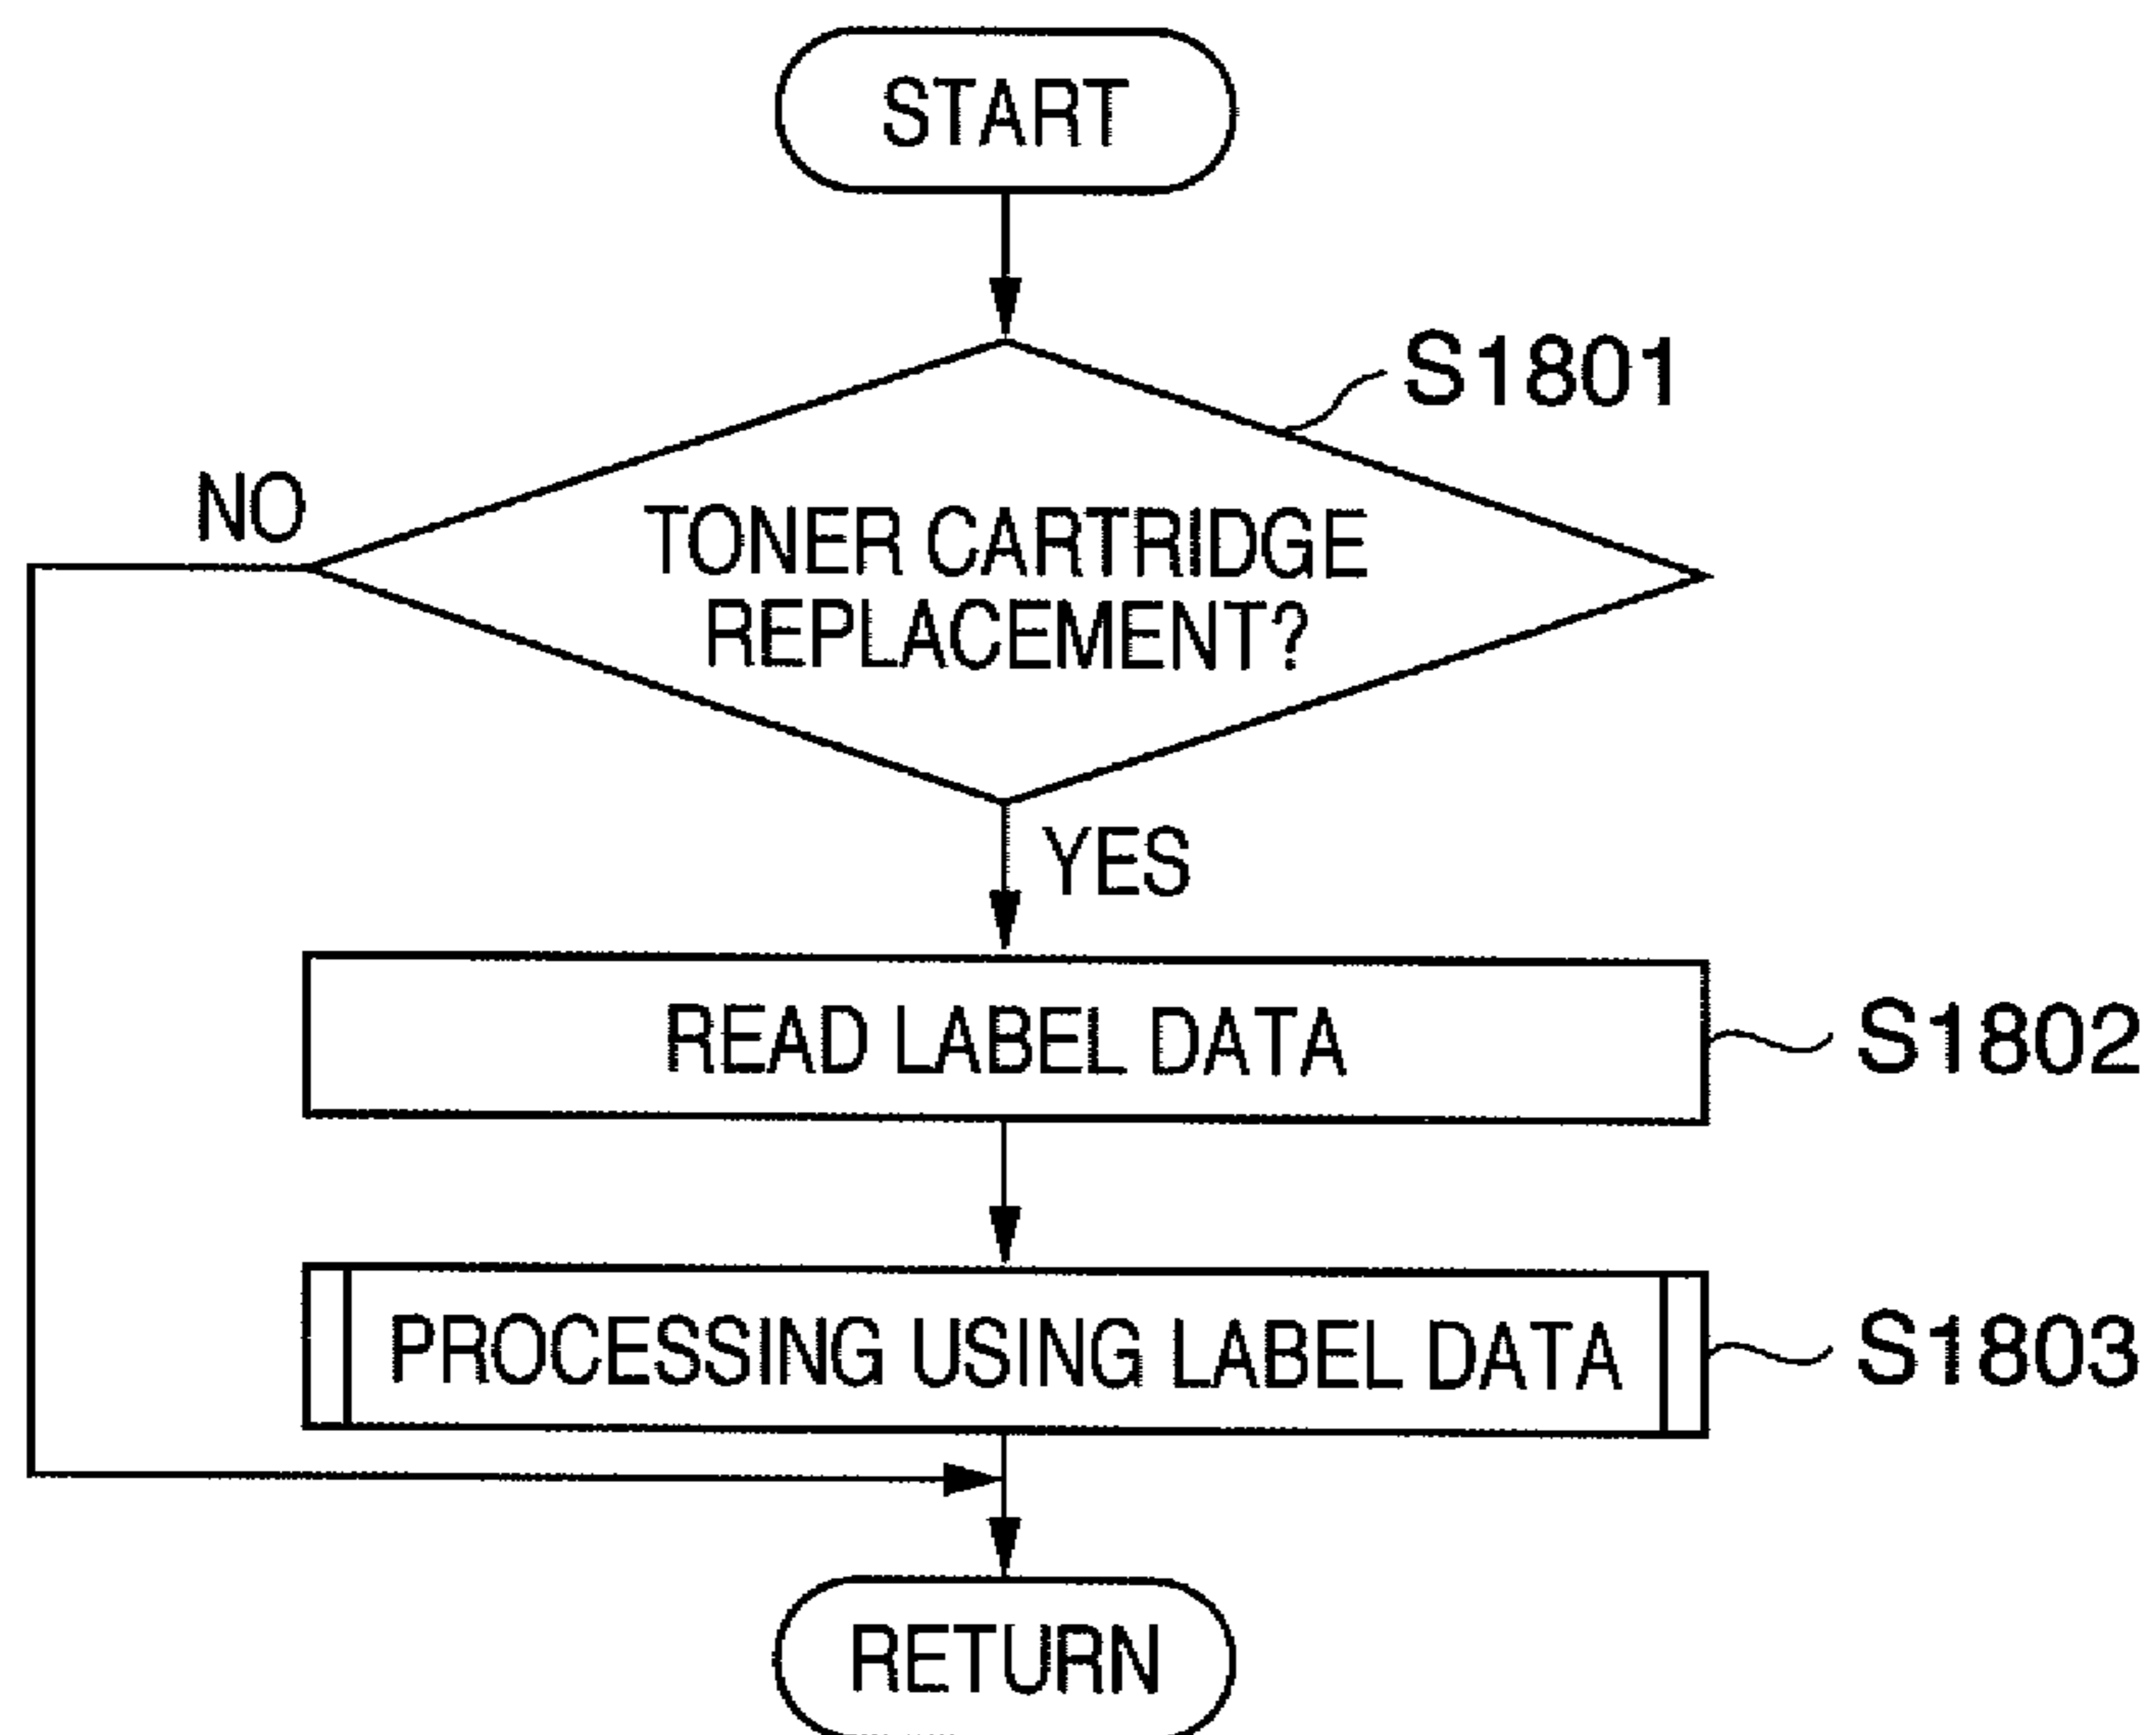 START
S1801
NO
TONER CARTRIDGE
REPLACEMENT?
YES
READ LABEL DATA
S1802
PROCESSING USING LABEL DATA
S1803
RETURN